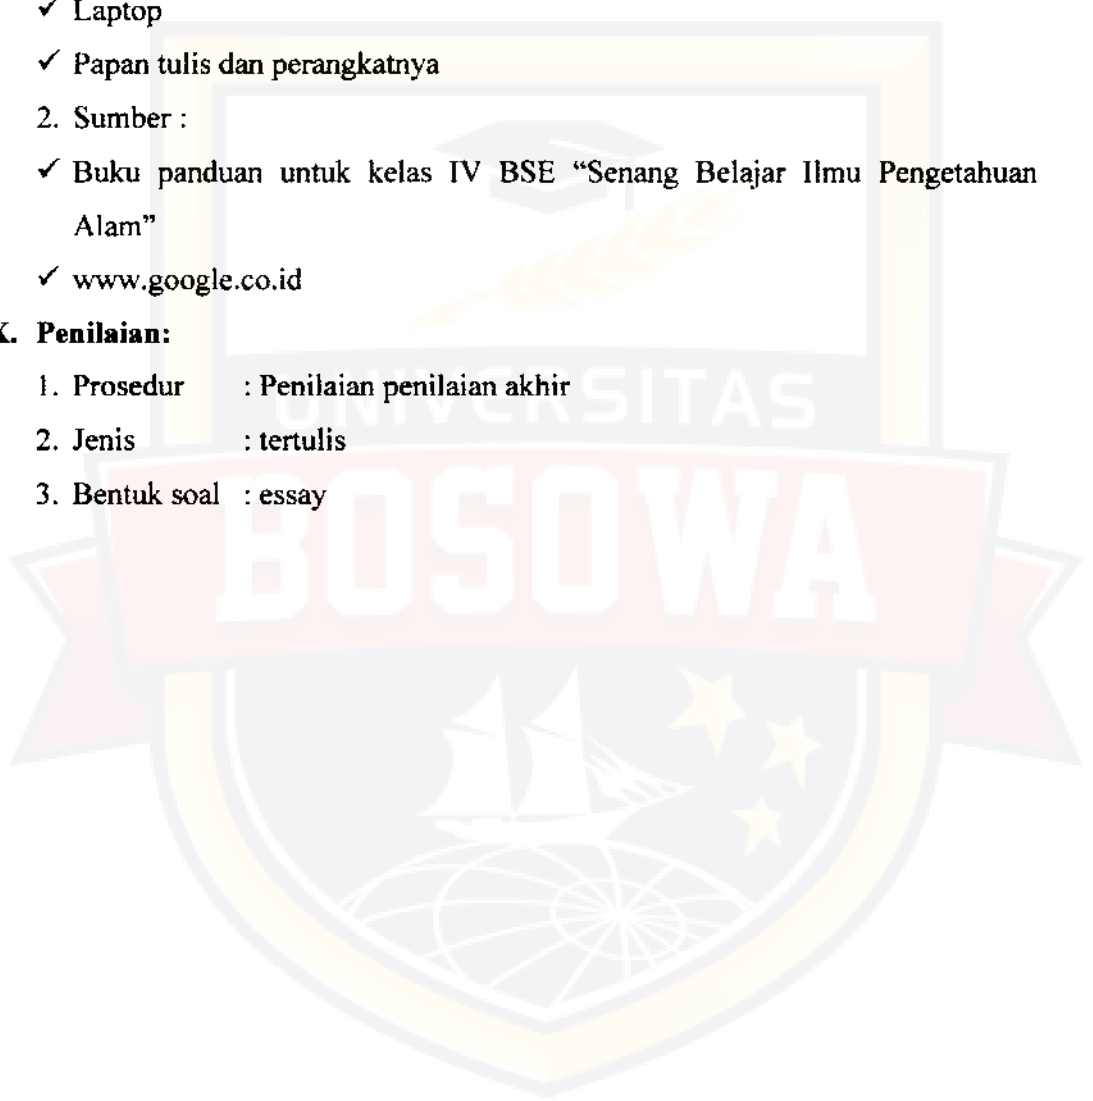 ✓ Laptop
✓ Papan tulis dan perangkatnya
2. Sumber :
✓ Buku panduan untuk kelas IV BSE “Senang Belajar Ilmu Pengetahuan
Alam”
✓ www.google.co.id
X. Penilaian:
1. Prosedur : Penilaian penilaian akhir
2. Jenis : tertulis
3. Bentuk soal : essay
UNIVERSITAS
BOSOWA